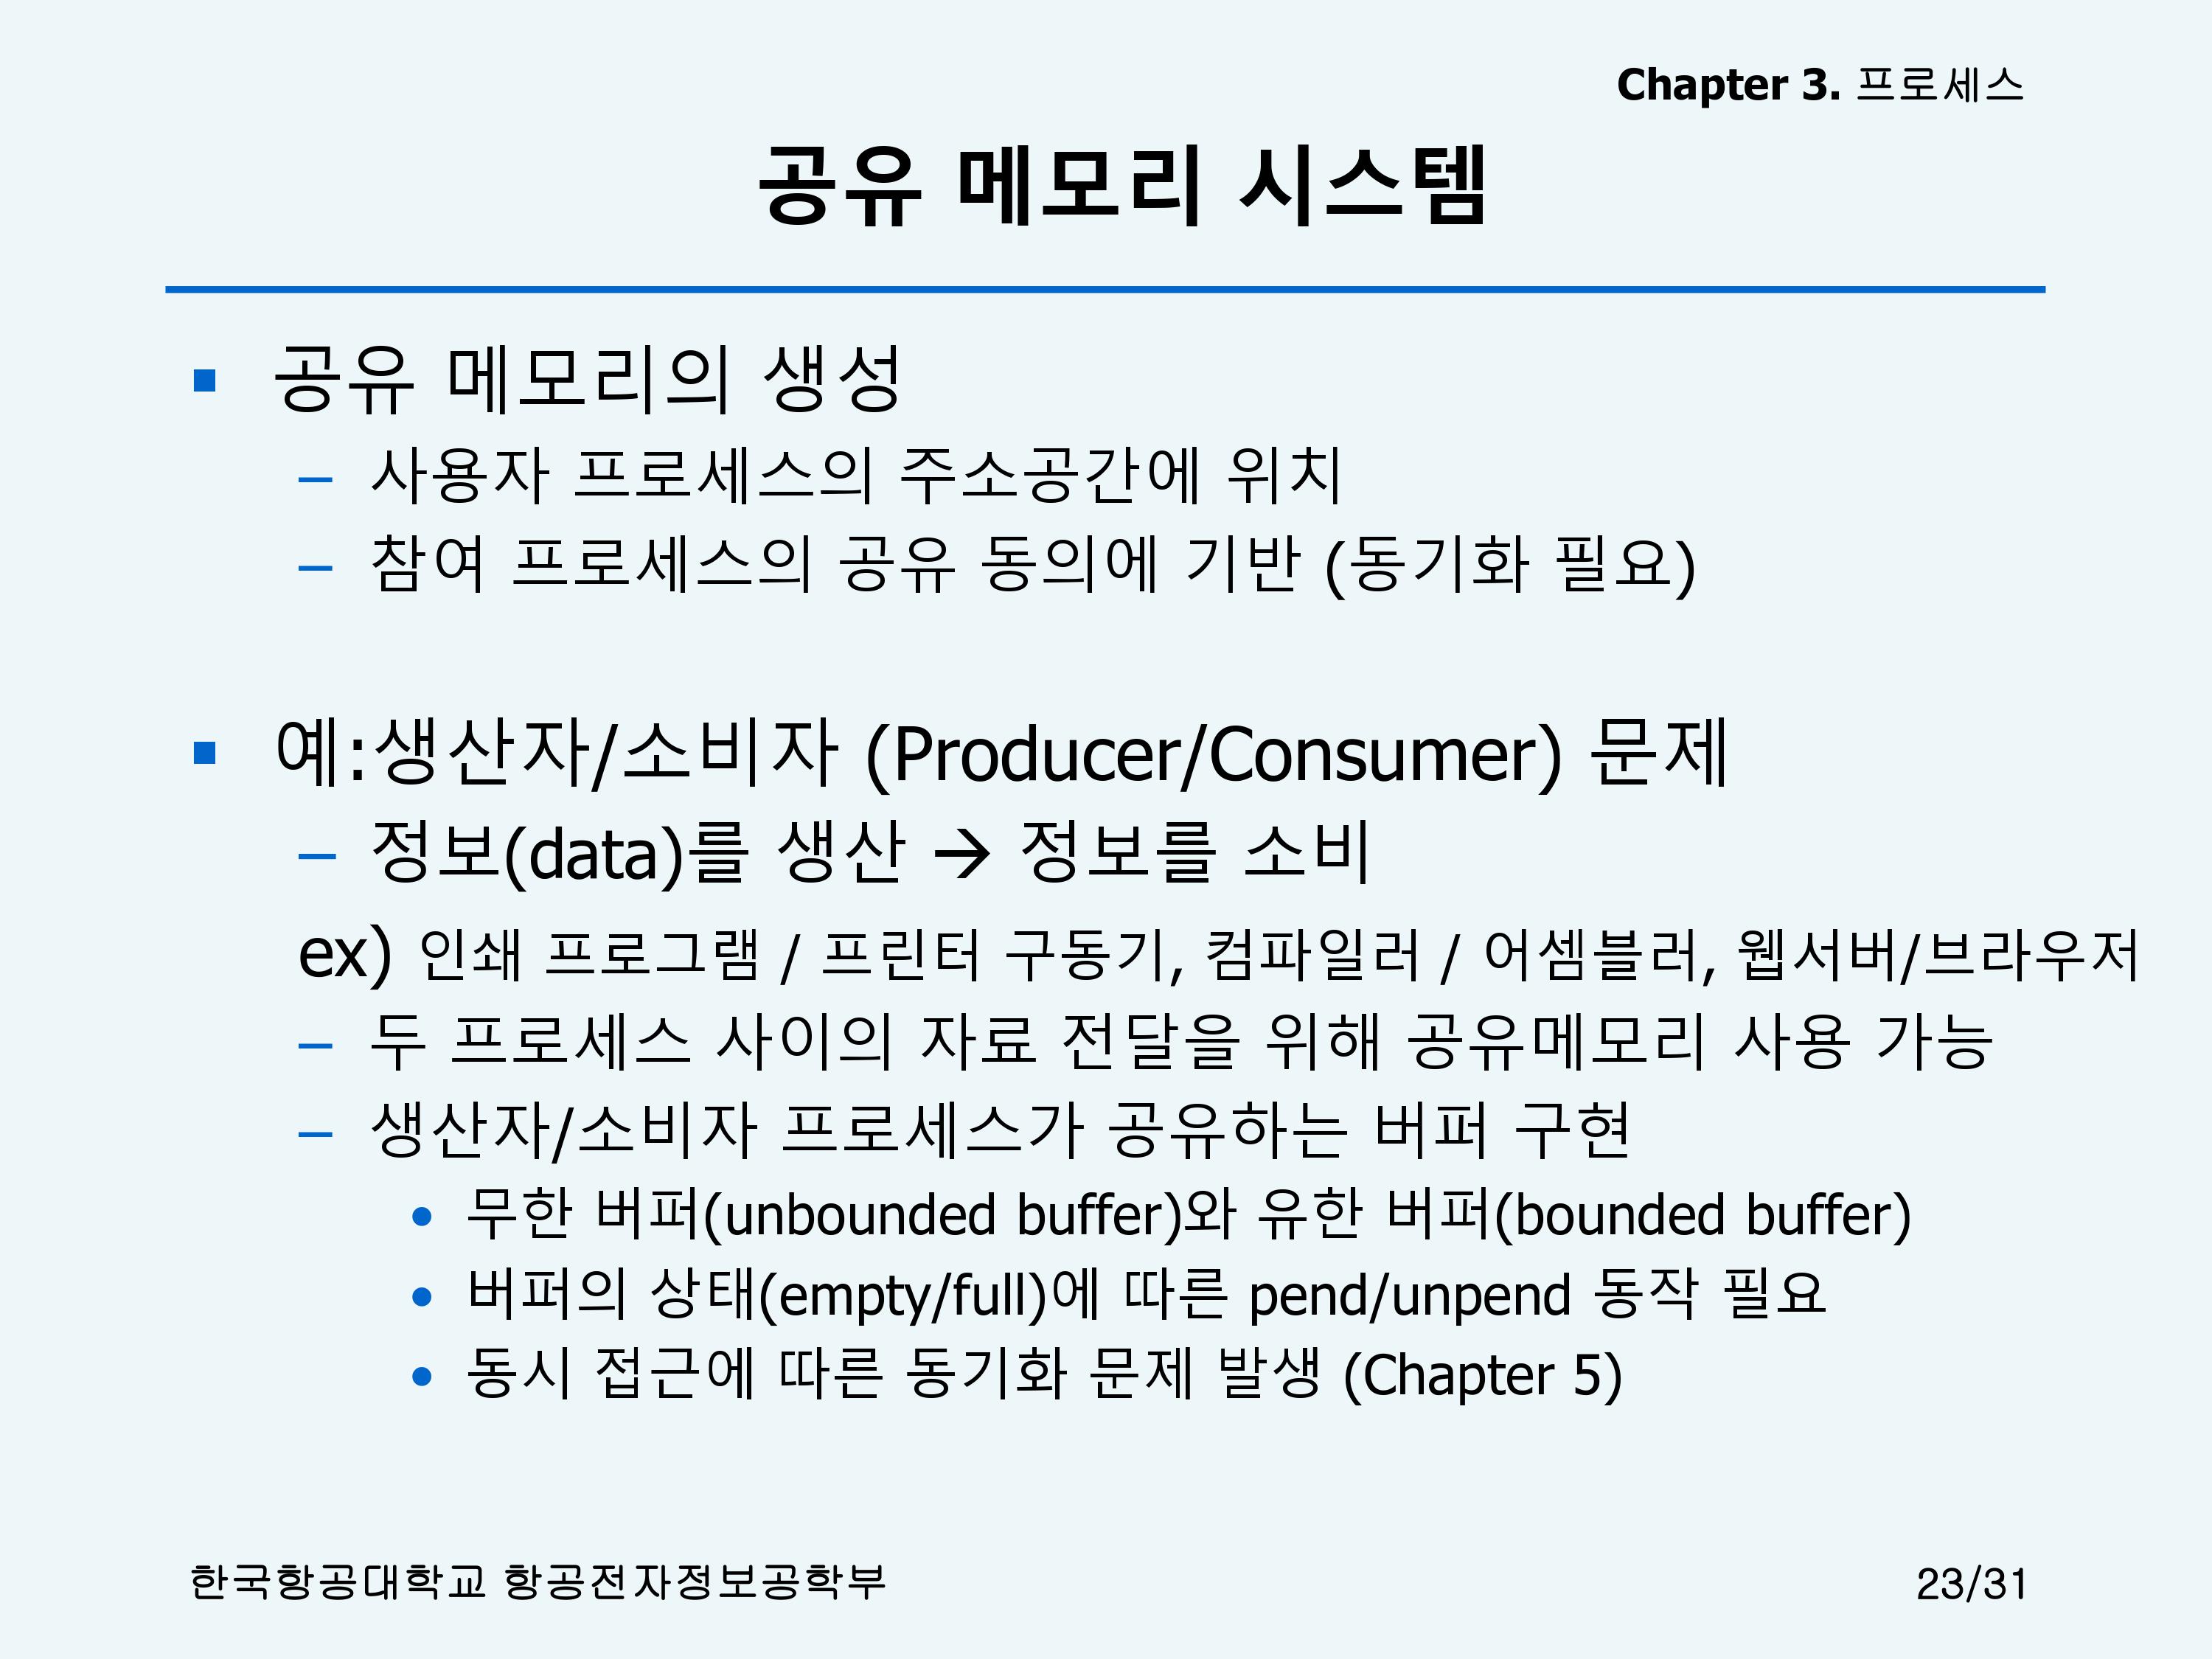 Chapter 3. 프로세스
공유 메모리 시스템
▪ 공유 메모리의 생성
– 사용자 프로세스의 주소공간에 위치
– 참여 프로세스의 공유 동의에 기반 (동기화 필요)
▪ 예:생산자/소비자 (Producer/Consumer) 문제
– 정보(data)를 생산 → 정보를 소비
ex) 인쇄 프로그램 / 프린터 구동기, 컴파일러 / 어셈블러, 웹서버/브라우저
– 두 프로세스 사이의 자료 전달을 위해 공유메모리 사용 가능
– 생산자/소비자 프로세스가 공유하는 버퍼 구현
• 무한 버퍼(unbounded buffer)와 유한 버퍼(bounded buffer)
• 버퍼의 상태(empty/full)에 따른 pend/unpend 동작 필요
• 동시 접근에 따른 동기화 문제 발생 (Chapter 5)
한국항공대학교 항공전자정보공학부
23/31